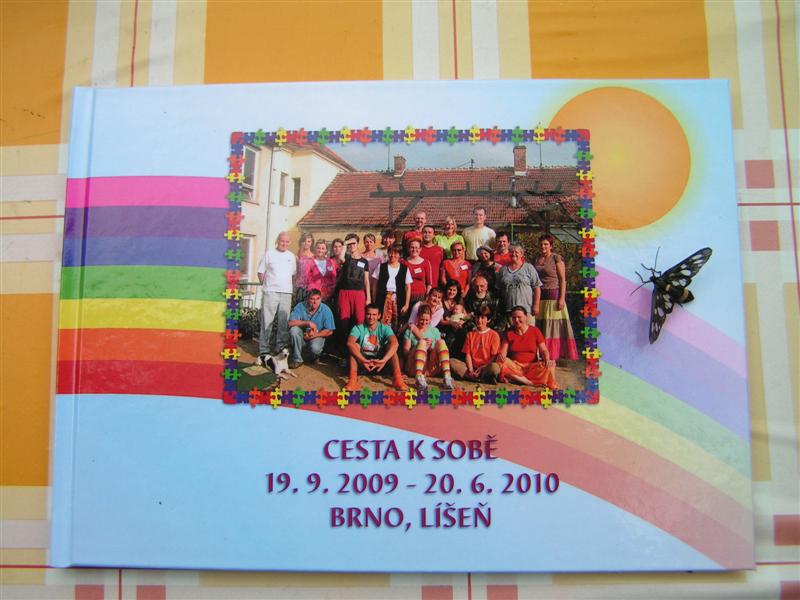 CESTA K SOBĚ
19. 9. 2009 - 20. 6. 2010
BRNO, LÍŠEŇ